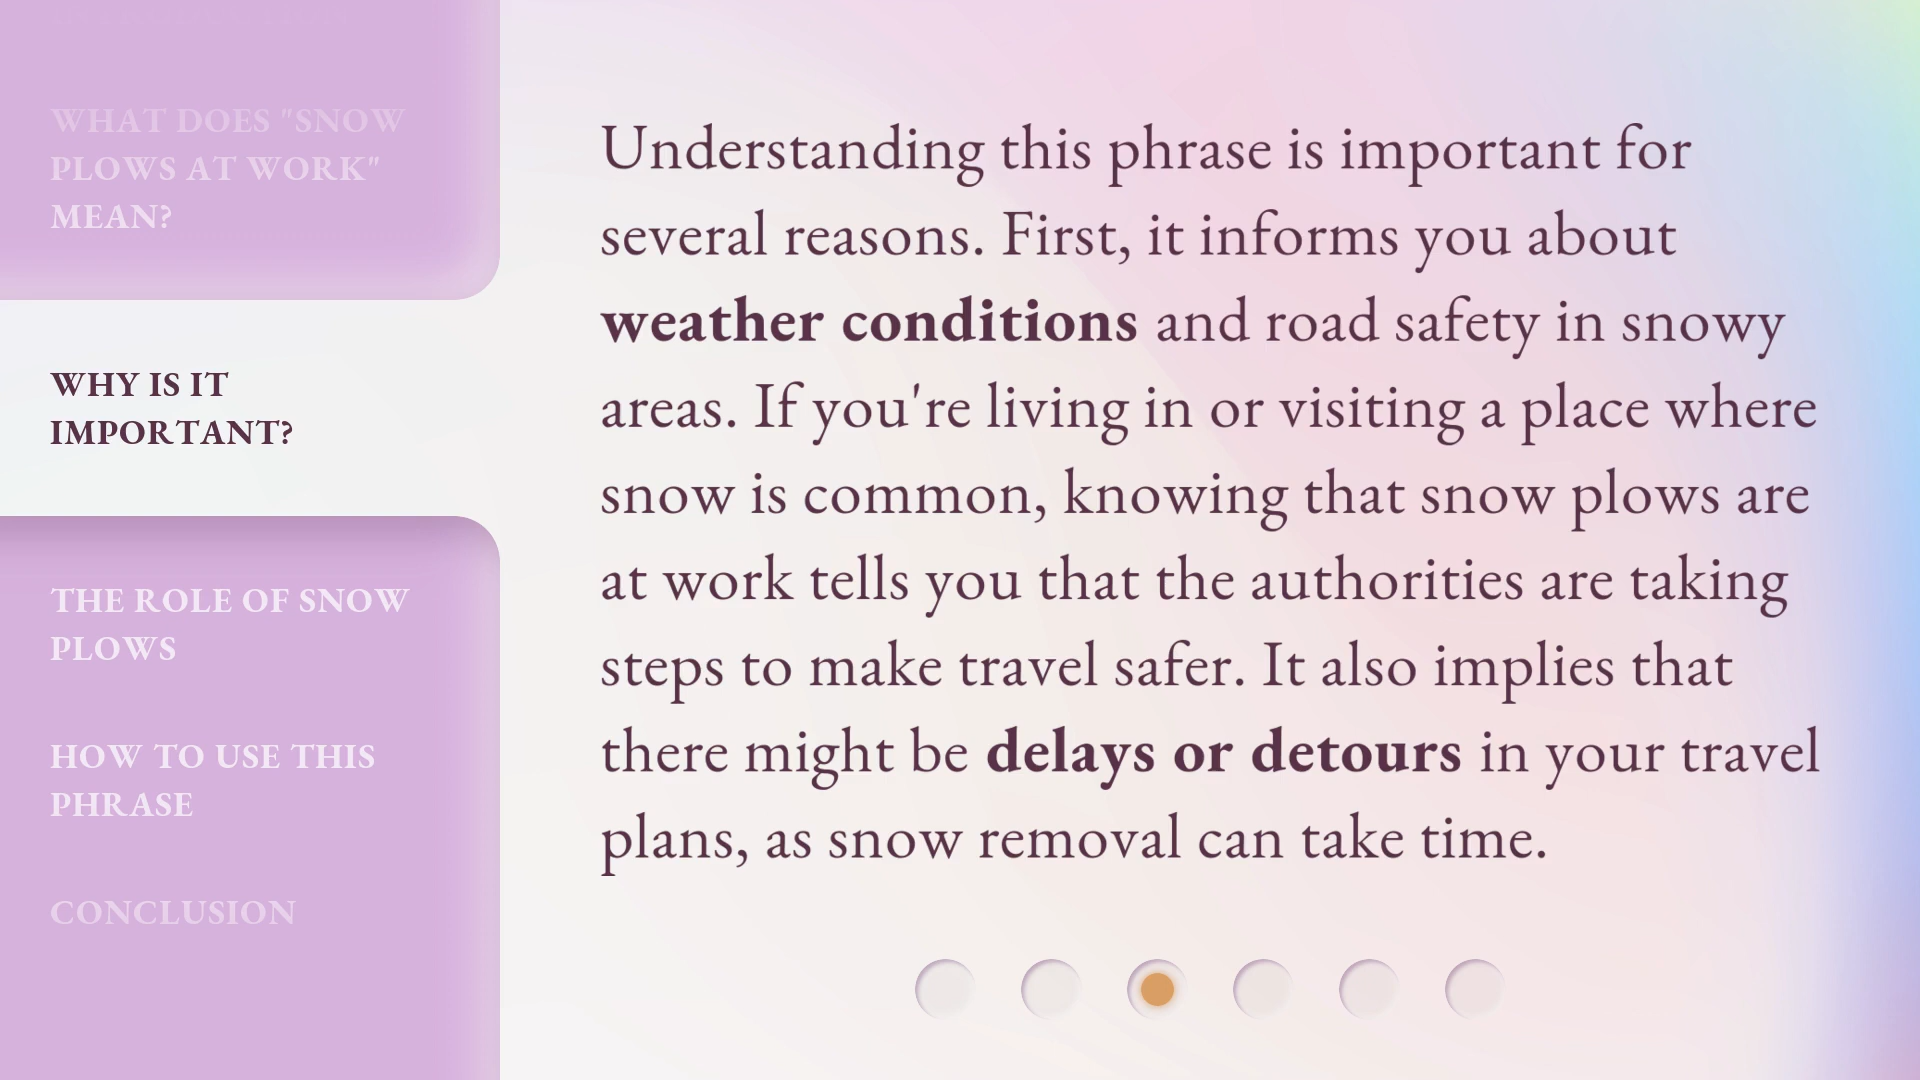 WHAT DOES "SNOW
PLOWS AT WORK"
MEAN?
WHY IS IT
IMPORTANT?
THE ROLE OF SNOW
PLOWS
HOW TO USE THIS
PHRASE
CONCLUSION
Understanding this phrase is important for
several reasons. First, it informs you about
weather conditions and road safety in snowy
areas. If you're living in or visiting a place where
snow is common, knowing that snow plows are
at work tells you that the authorities are taking
steps to make travel safer. It also implies that
there might be delays or detours in your travel
plans, as snow removal can take time.